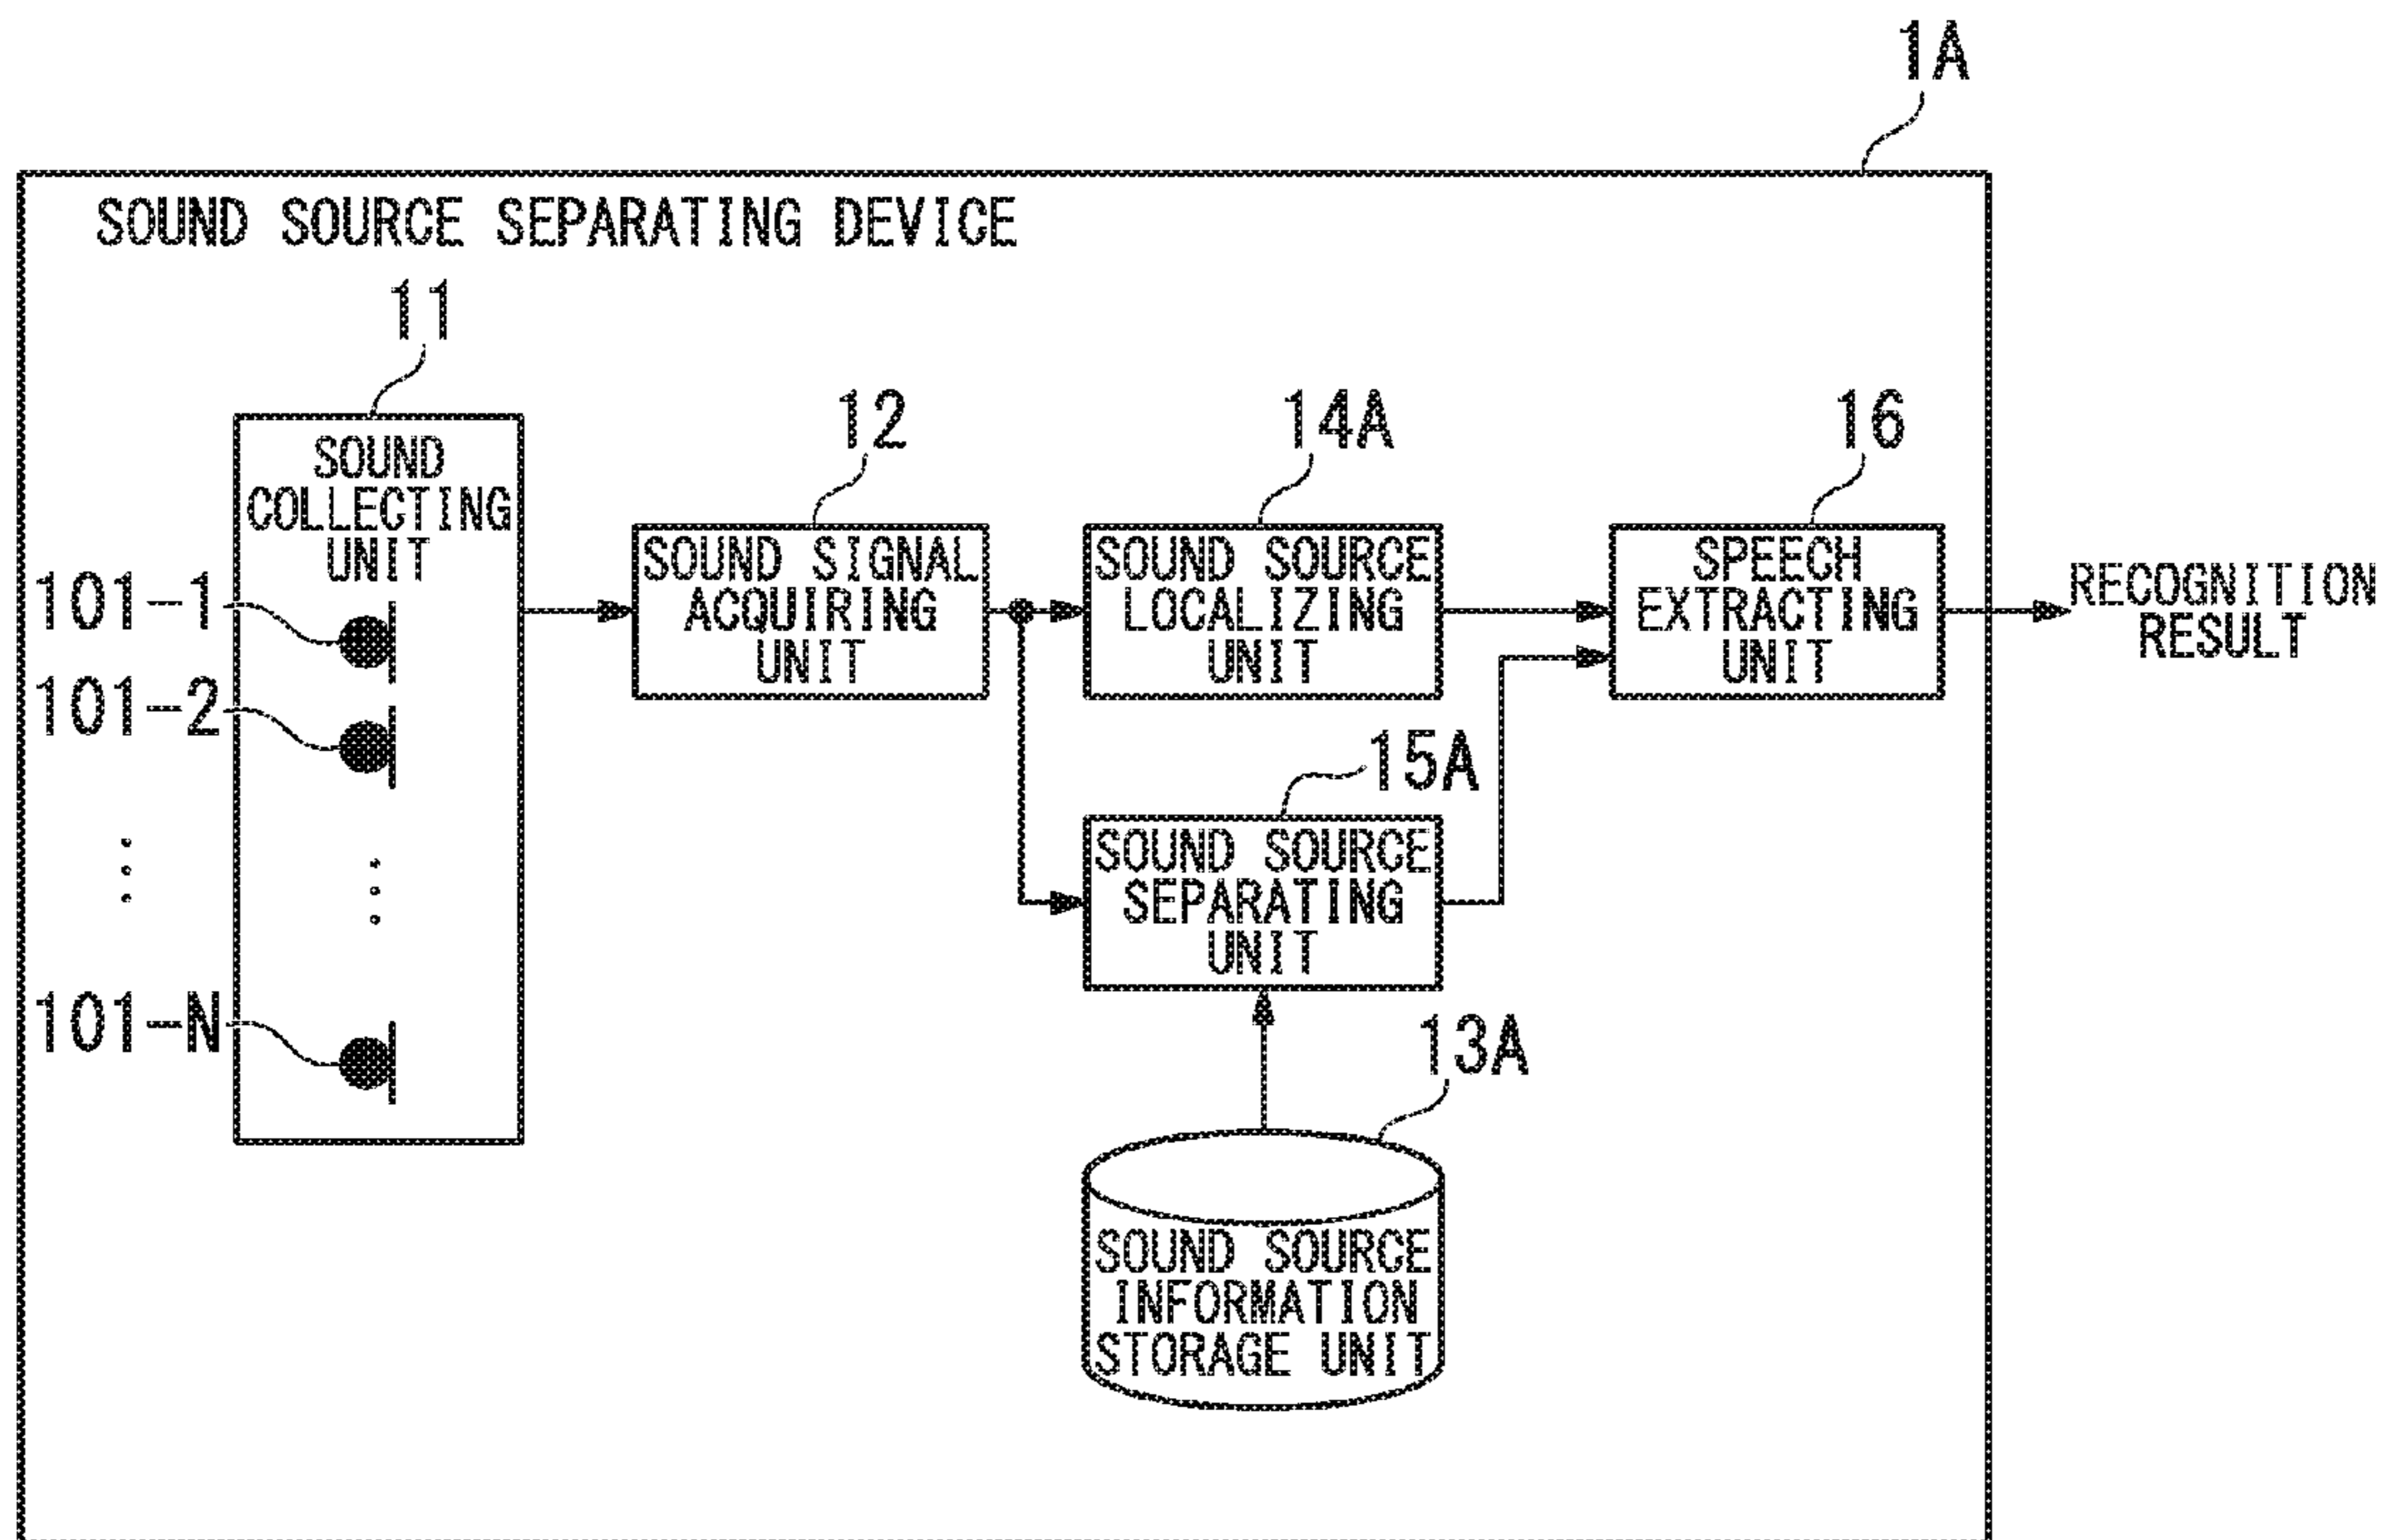 1A
SOUND SOURCE SEPARATING DEVICE
11
SOUND
COLLECTING
UNIT
101-1
101-2
101-N
12
SOUND SIGNAL
ACQUIRING
UNIT
14A
SOUND SOURCE
LOCALIZING
UNIT
16
SPEECH
EXTRACTING
UNIT
RECOGNITION
RESULT
15A
SOUND SOURCE
SEPARATING
UNIT
13A
SOUND SOURCE
INFORMATION
STORAGE UNIT